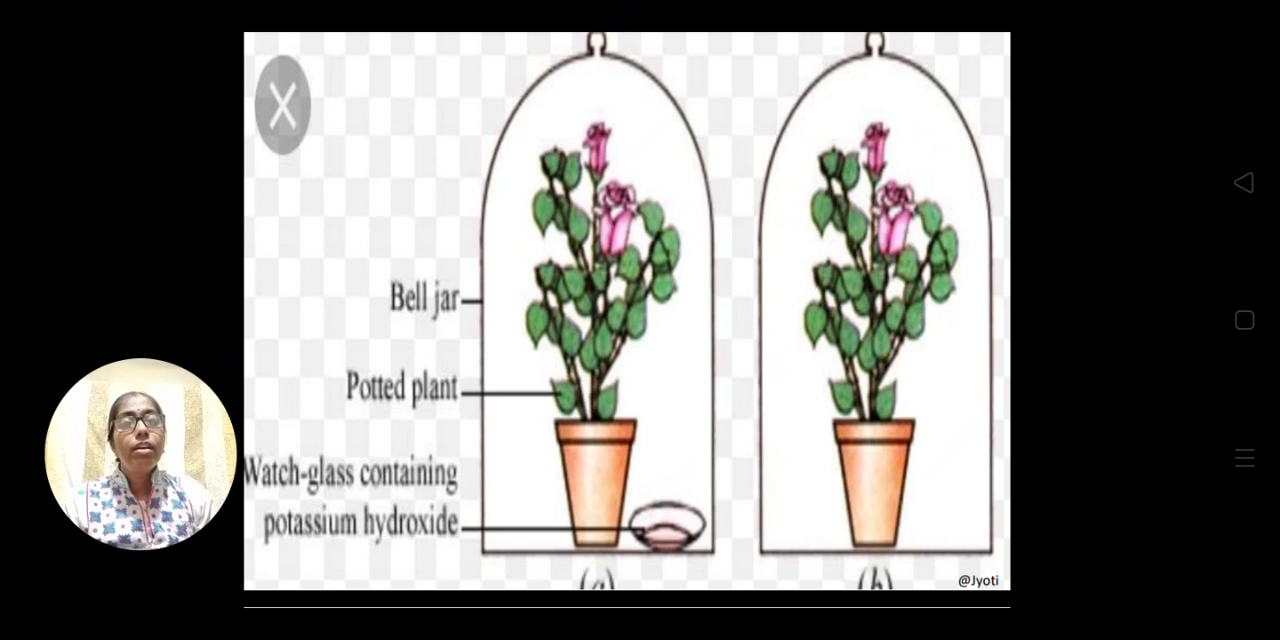 Bell jar
Potted plant
Watch-glass containing
potassium hydroxide
(a)
(b)
@Jyoti